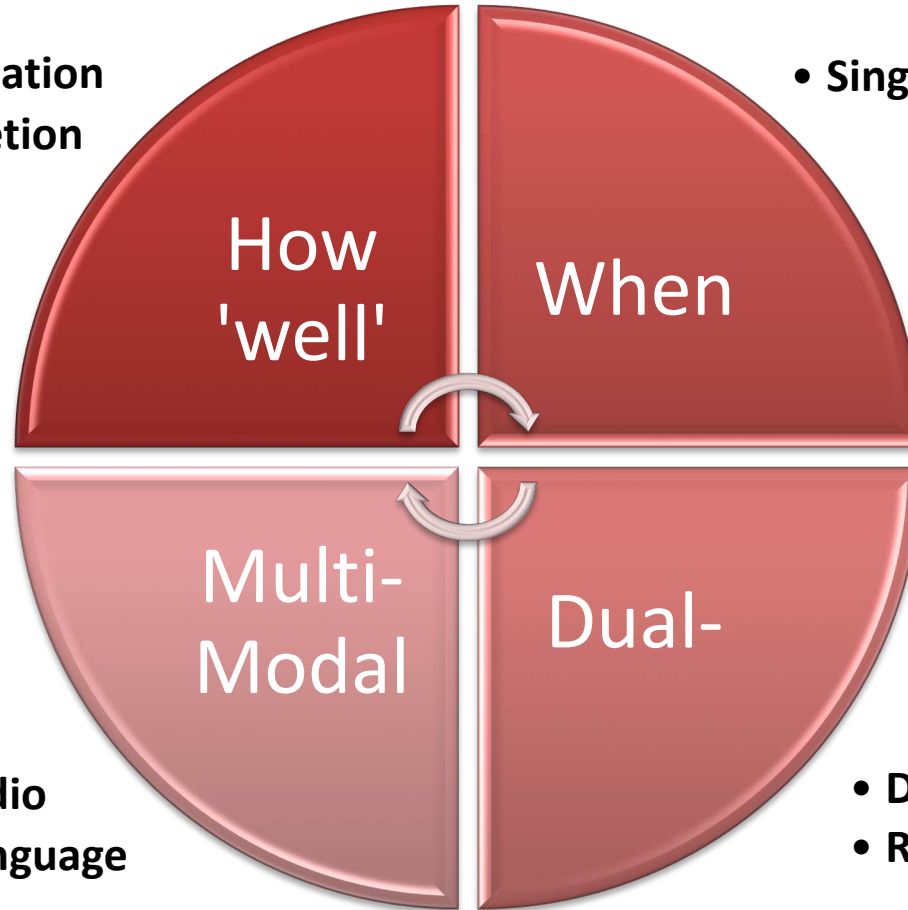 ation
• Sing
etion
How
'well'
When
Multi-
Modal
Dual-
dio
• D
nguage
• R